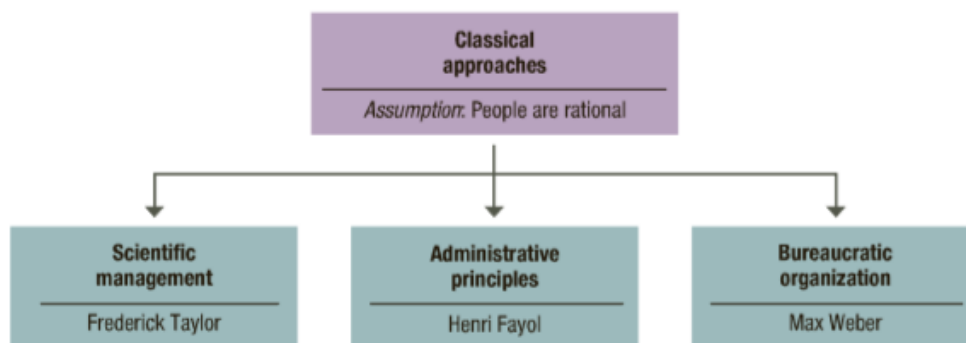 Classical
approaches
Assumption: People are rational
Scientific
management
Frederick Taylor
Administrative
principles
Henri Fayol
Bureaucratic
organization
Max Weber